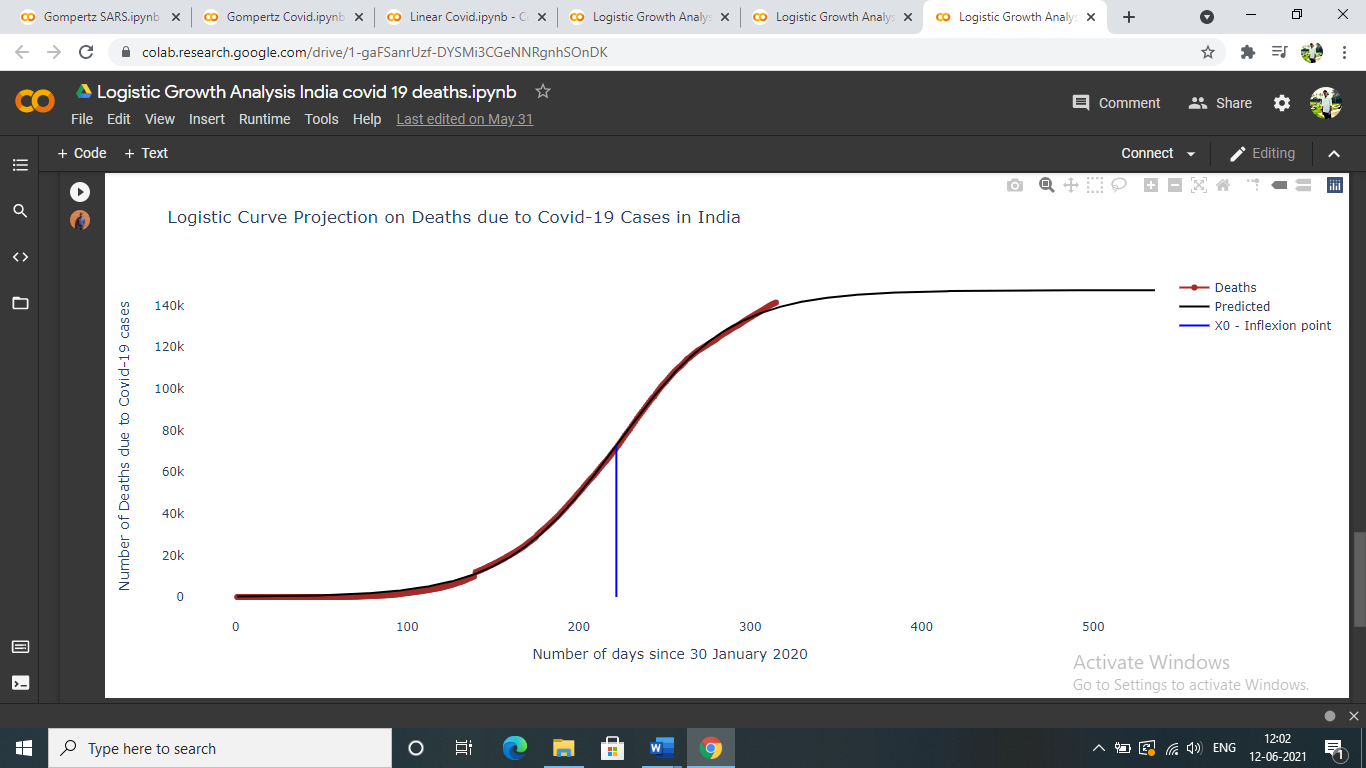 Gompertz SARS.ipynb
Gompertz Covid.ipynb
Linear Covid.ipynb - C
Logistic Growth Analys
Logistic Growth Analys
Logistic Growth Analys
colab.research.google.com/drive/1-gaFSanrUzf-DYSMi3CGeNNRgnhSOnDK
Logistic Growth Analysis India covid 19 deaths.ipynb
Comment
Share
File Edit View Insert Runtime Tools Help Last edited on May 31
+ Code + Text
Connect
Editing
Logistic Curve Projection on Deaths due to Covid-19 Cases in India
Deaths
Predicted
X0 - Inflexion point
Number of Deaths due to Covid-19 cases
140k
120k
100k
80k
60k
40k
20k
0
0 100 200 300 400 500
Number of days since 30 January 2020
Activate Windows
Go to Settings to activate Windows.
Type here to search
ENG
12:02
12-06-2021
1